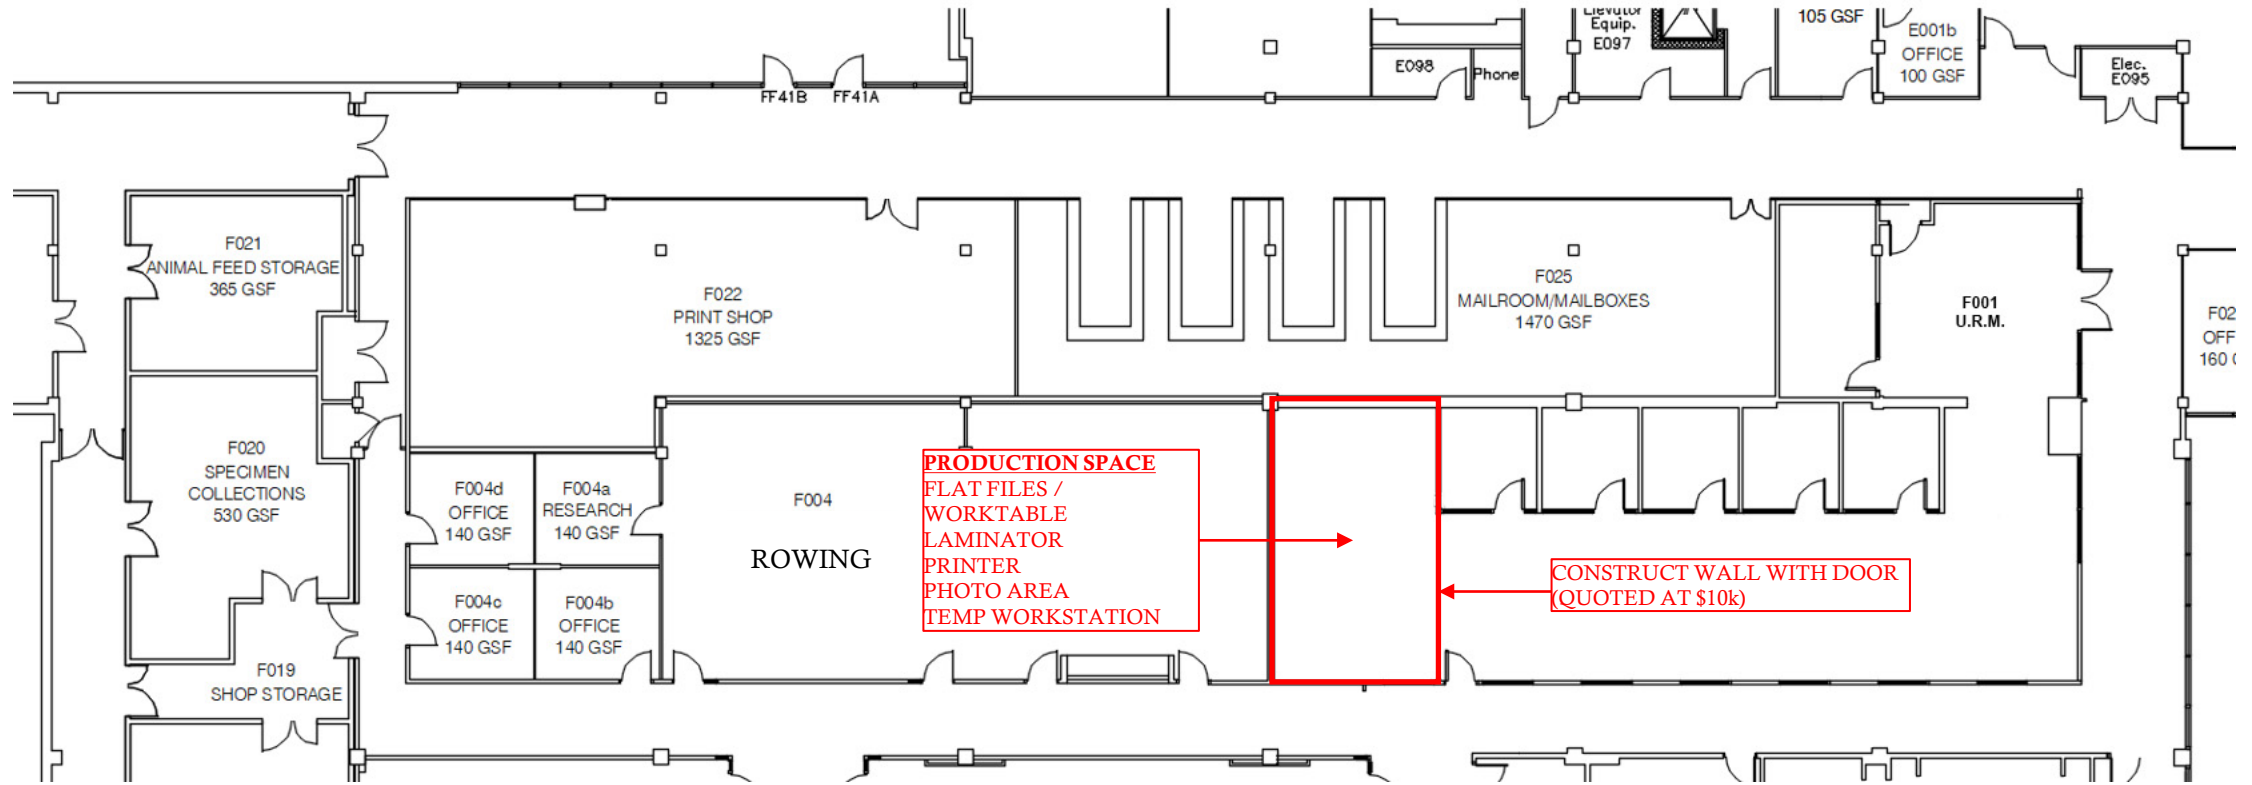 Elevator
Equip.
E097
105 GSF
E001b
OFFICE
100 GSF
Elec.
E095
E098
Phone
FF41B
FF41A
F021
ANIMAL FEED STORAGE
365 GSF
F022
PRINT SHOP
1325 GSF
F025
MAILROOM/MAILBOXES
1470 GSF
F001
U.R.M.
F02
OFF
160
F020
SPECIMEN
COLLECTIONS
530 GSF
F004d
OFFICE
140 GSF
F004a
RESEARCH
140 GSF
F004
ROWING
PRODUCTION SPACE
FLAT FILES /
WORKTABLE
LAMINATOR
PRINTER
PHOTO AREA
TEMP WORKSTATION
CONSTRUCT WALL WITH DOOR
(QUOTED AT $10k)
F004c
OFFICE
140 GSF
F004b
OFFICE
140 GSF
F019
SHOP STORAGE